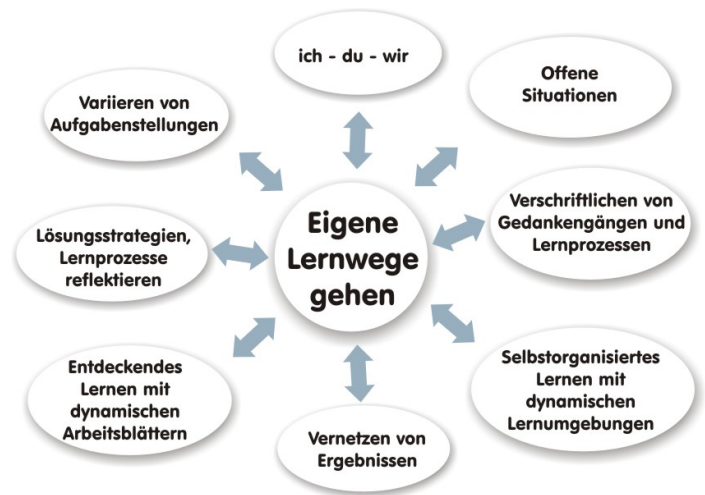 ich - du - wir
Offene
Situationen
Verschriftlichen von
Gedankengängen und
Lernprozessen
Selbstorganisiertes
Lernen mit
dynamischen
Lernumgebungen
Vernetzen von
Ergebnissen
Entdeckendes
Lernen mit
dynamischen
Arbeitsblättern
Lösungsstrategien,
Lernprozesse
reflektieren
Variieren von
Aufgabenstellungen
Eigene
Lernwege
gehen